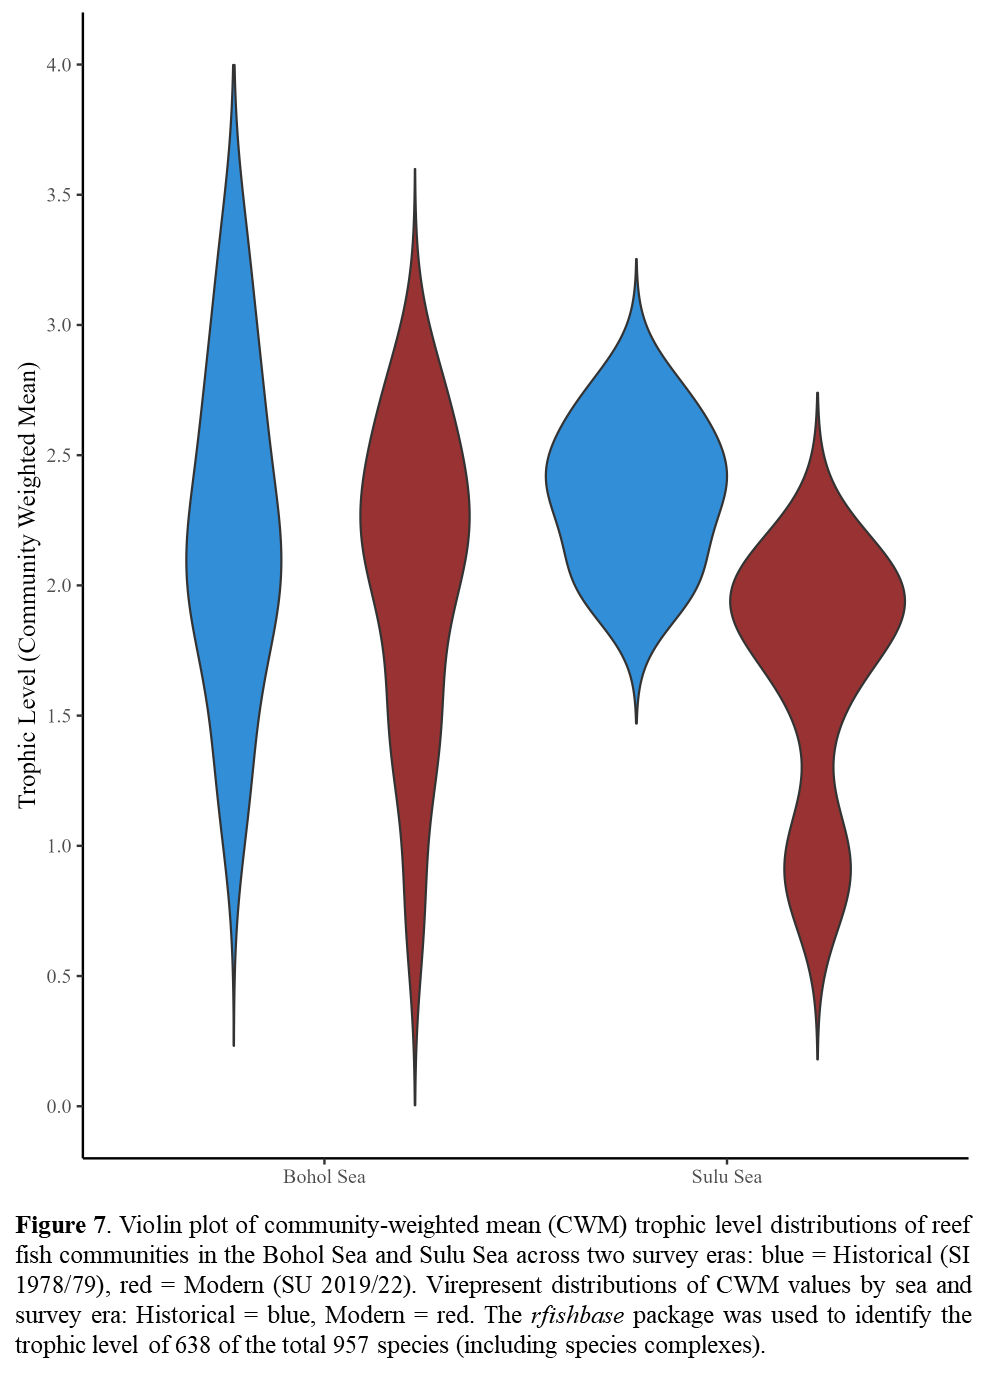 4.0
3.5
3.0
2.5
2.0
1.5
1.0
0.5
0.0
Trophic Level (Community Weighted Mean)
Bohol Sea
Sulu Sea
Figure 7. Violin plot of community-weighted mean (CWM) trophic level distributions of reef
fish communities in the Bohol Sea and Sulu Sea across two survey eras: blue = Historical (SI
1978/79), red = Modern (SU 2019/22). Virepresent distributions of CWM values by sea and
survey era: Historical = blue, Modern = red. The rfishbase package was used to identify the
trophic level of 638 of the total 957 species (including species complexes).